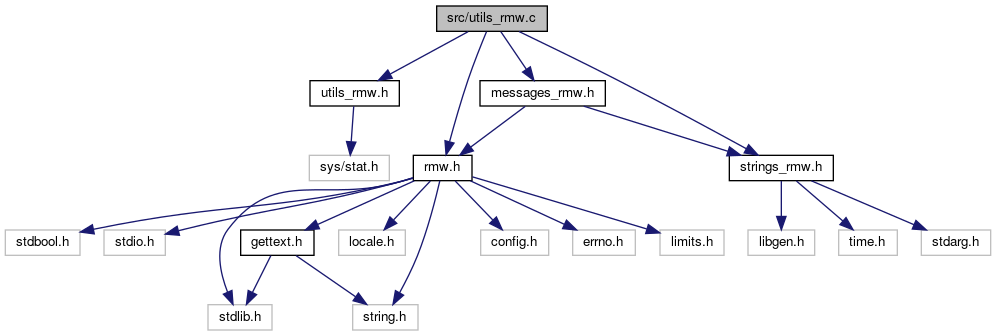 src/utils_rmw.c
utils_rmw.h
messages_rmw.h
sys/stat.h
rmw.h
strings_rmw.h
stdbool.h
stdio.h
gettext.h
locale.h
config.h
errno.h
limits.h
libgen.h
time.h
stdarg.h
stdlib.h
string.h